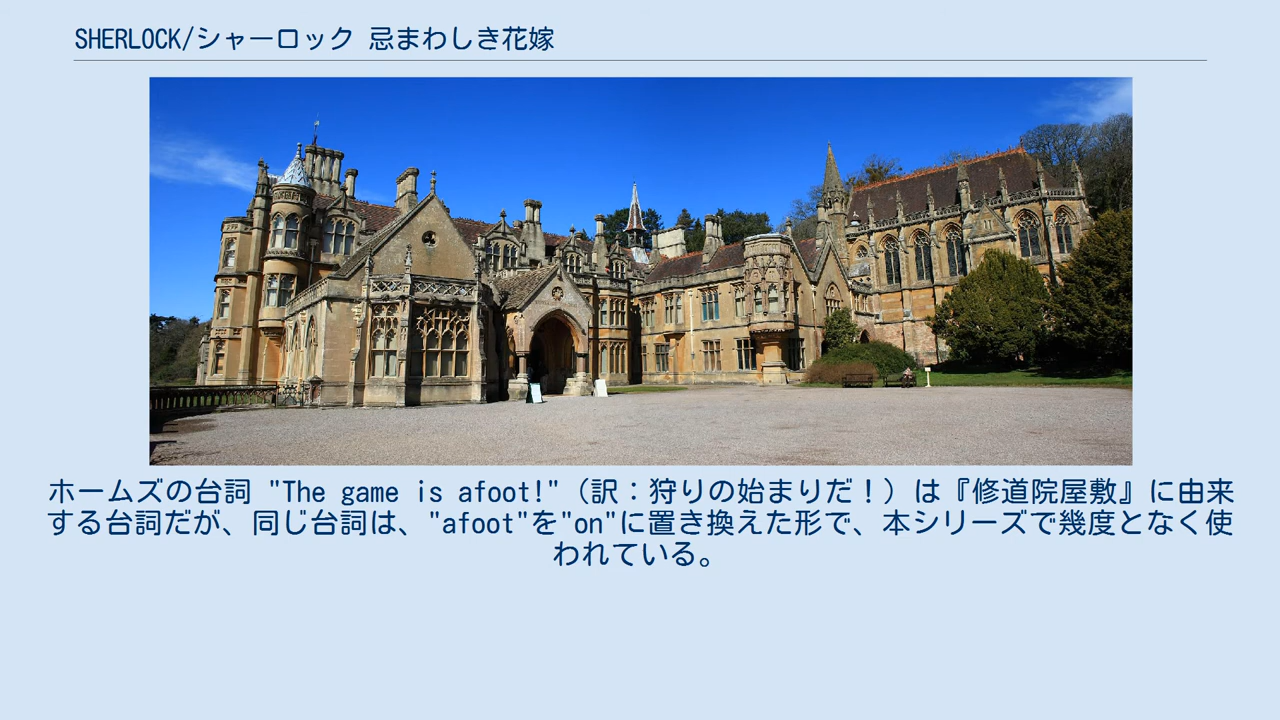 SHERLOCK/シャーロック 忌まわしき花嫁
ホームズの台詞 "The game is afoot!"（訳：狩りの始まりだ！）は『修道院屋敷』に由来
する台詞だが、同じ台詞は、"afoot"を"on"に置き換えた形で、本シリーズで幾度となく使
われている。